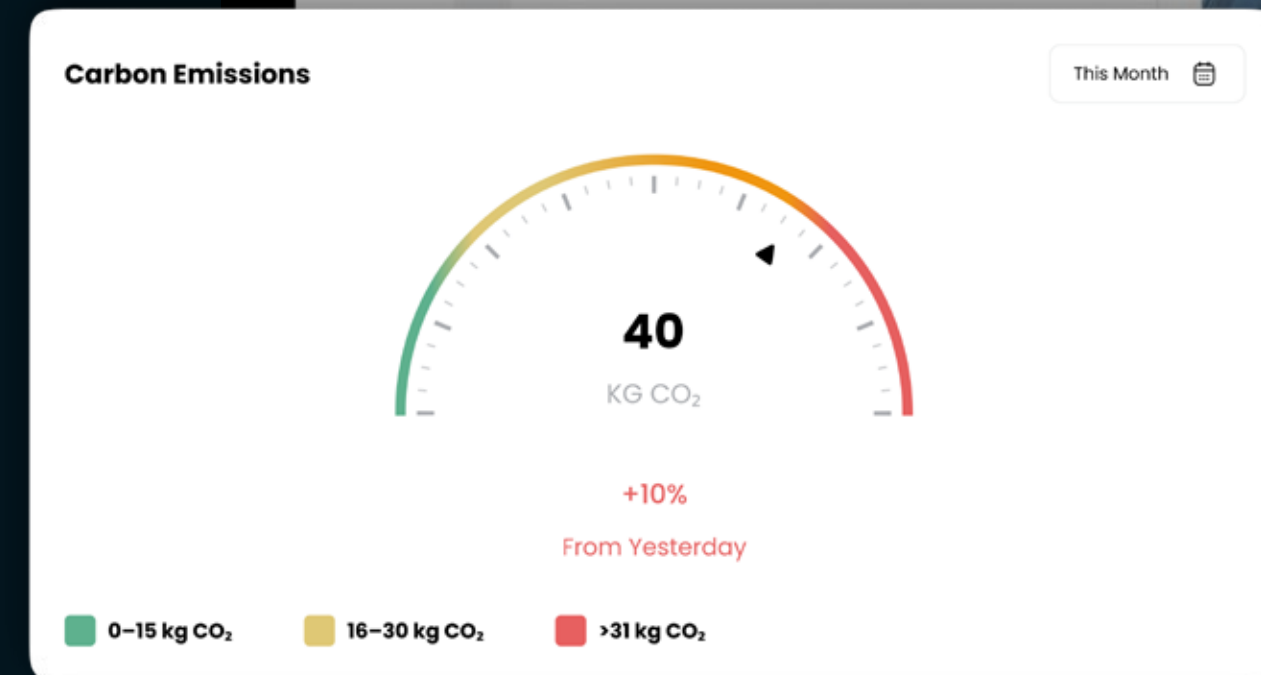 Carbon Emissions
This Month
40
KG CO₂
+10%
From Yesterday
0–15 kg CO₂
16–30 kg CO₂
>31 kg CO₂